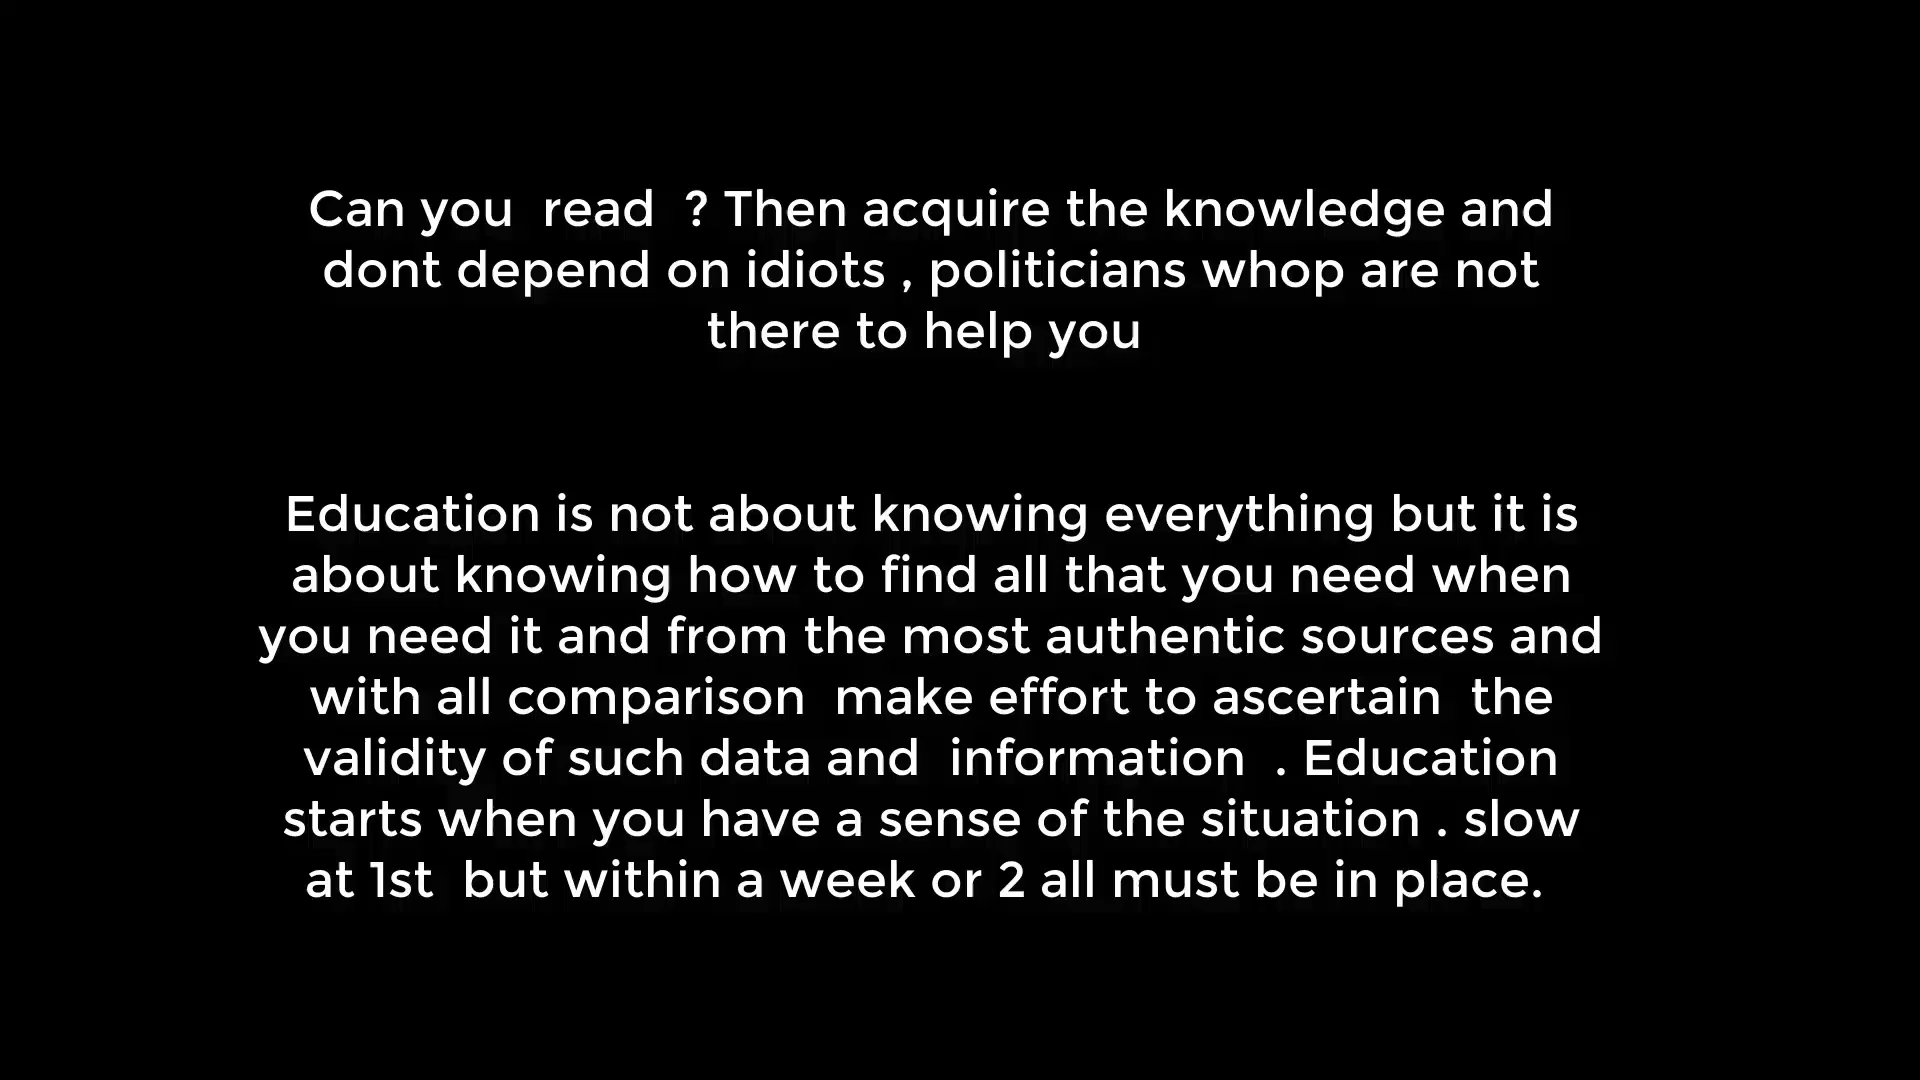 Can you  read  ? Then acquire the knowledge and
dont depend on idiots , politicians whop are not
there to help you
Education is not about knowing everything but it is
about knowing how to find all that you need when
you need it and from the most authentic sources and
with all comparison  make effort to ascertain  the
validity of such data and  information  . Education
starts when you have a sense of the situation . slow
at 1st  but within a week or 2 all must be in place.